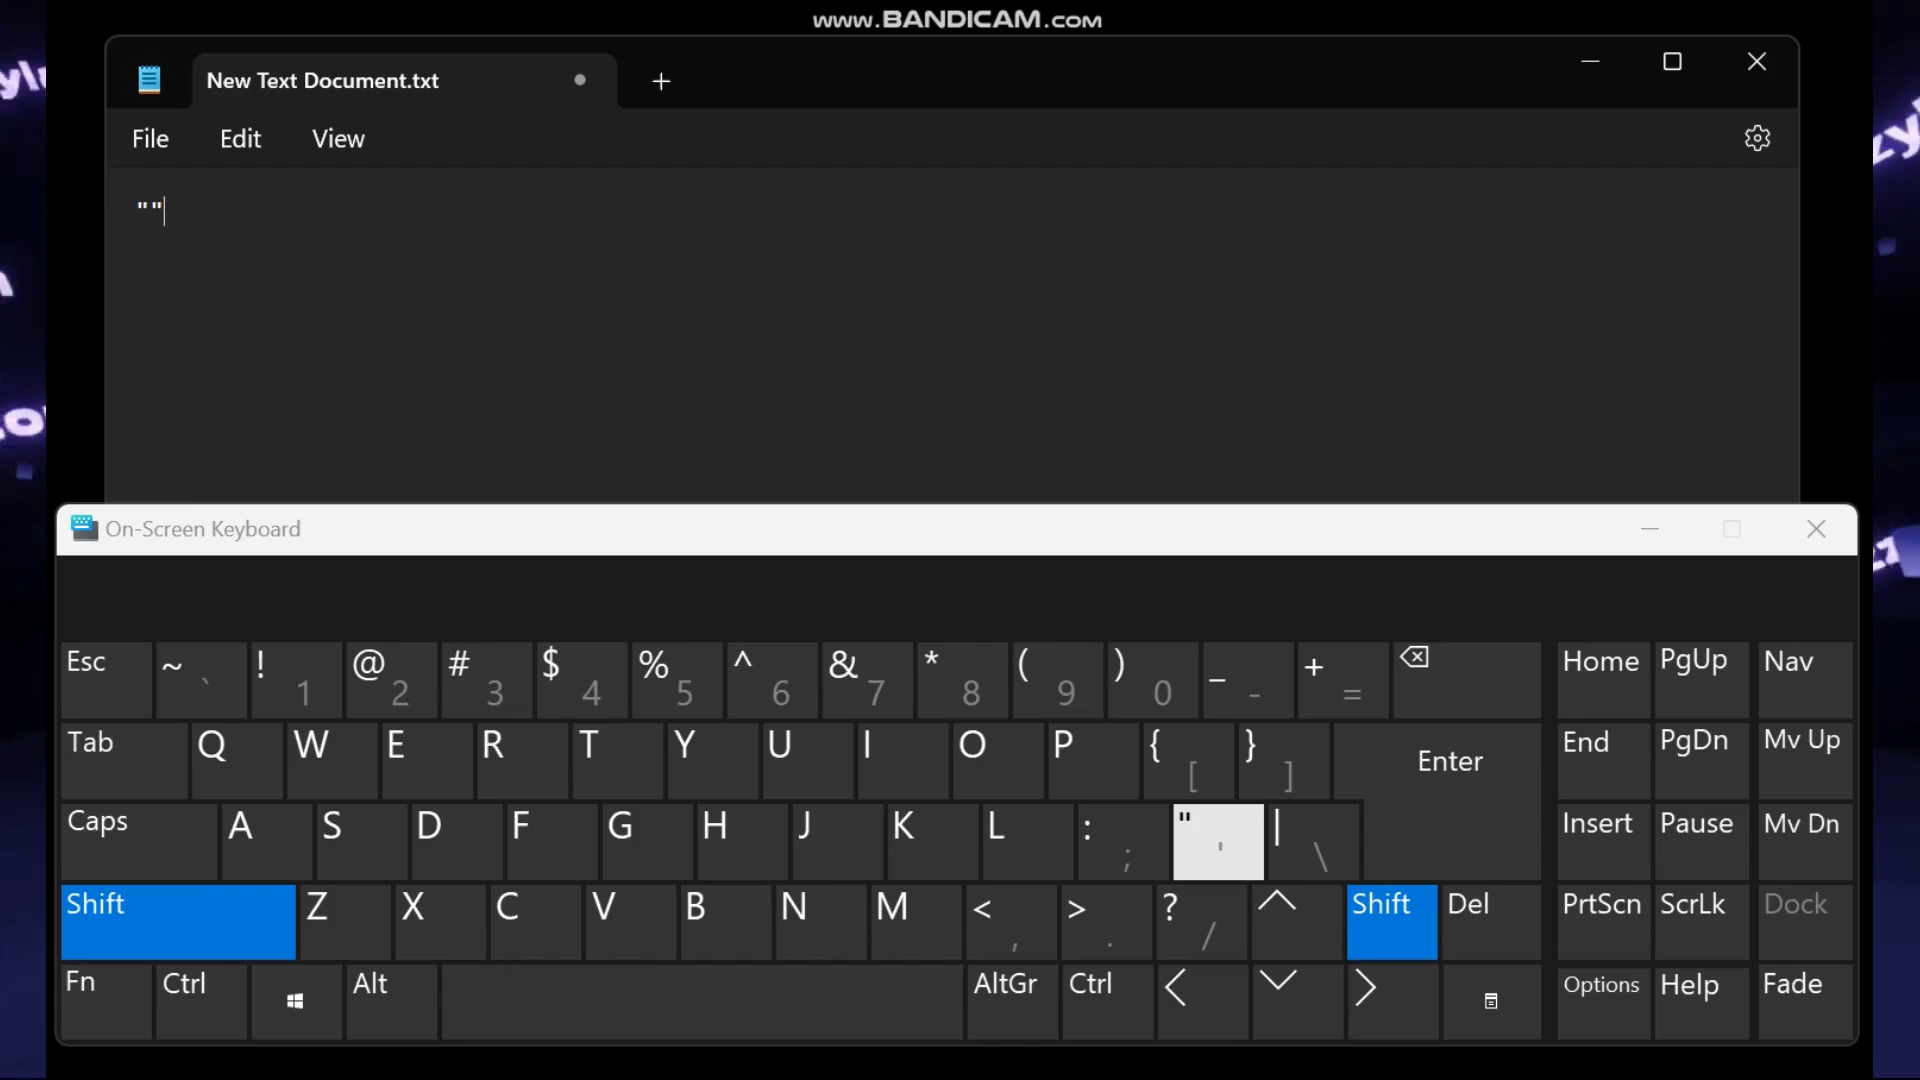 www.BANDICAM.com
New Text Document.txt
File Edit View
""
On-Screen Keyboard
Esc ~ ` ! 1 @ 2 # 3 $ 4 % 5 ^ 6 & 7 * 8 ( 9 ) 0 _ - + = Home PgUp Nav
Tab Q W E R T Y U I O P { [ } ] Enter End PgDn Mv Up
Caps A S D F G H J K L : ; " ' | \ Insert Pause Mv Dn
Shift Z X C V B N M < , > . ? / Shift Del PrtScn ScrLk Dock
Fn Ctrl Alt AltGr Ctrl Options Help Fade